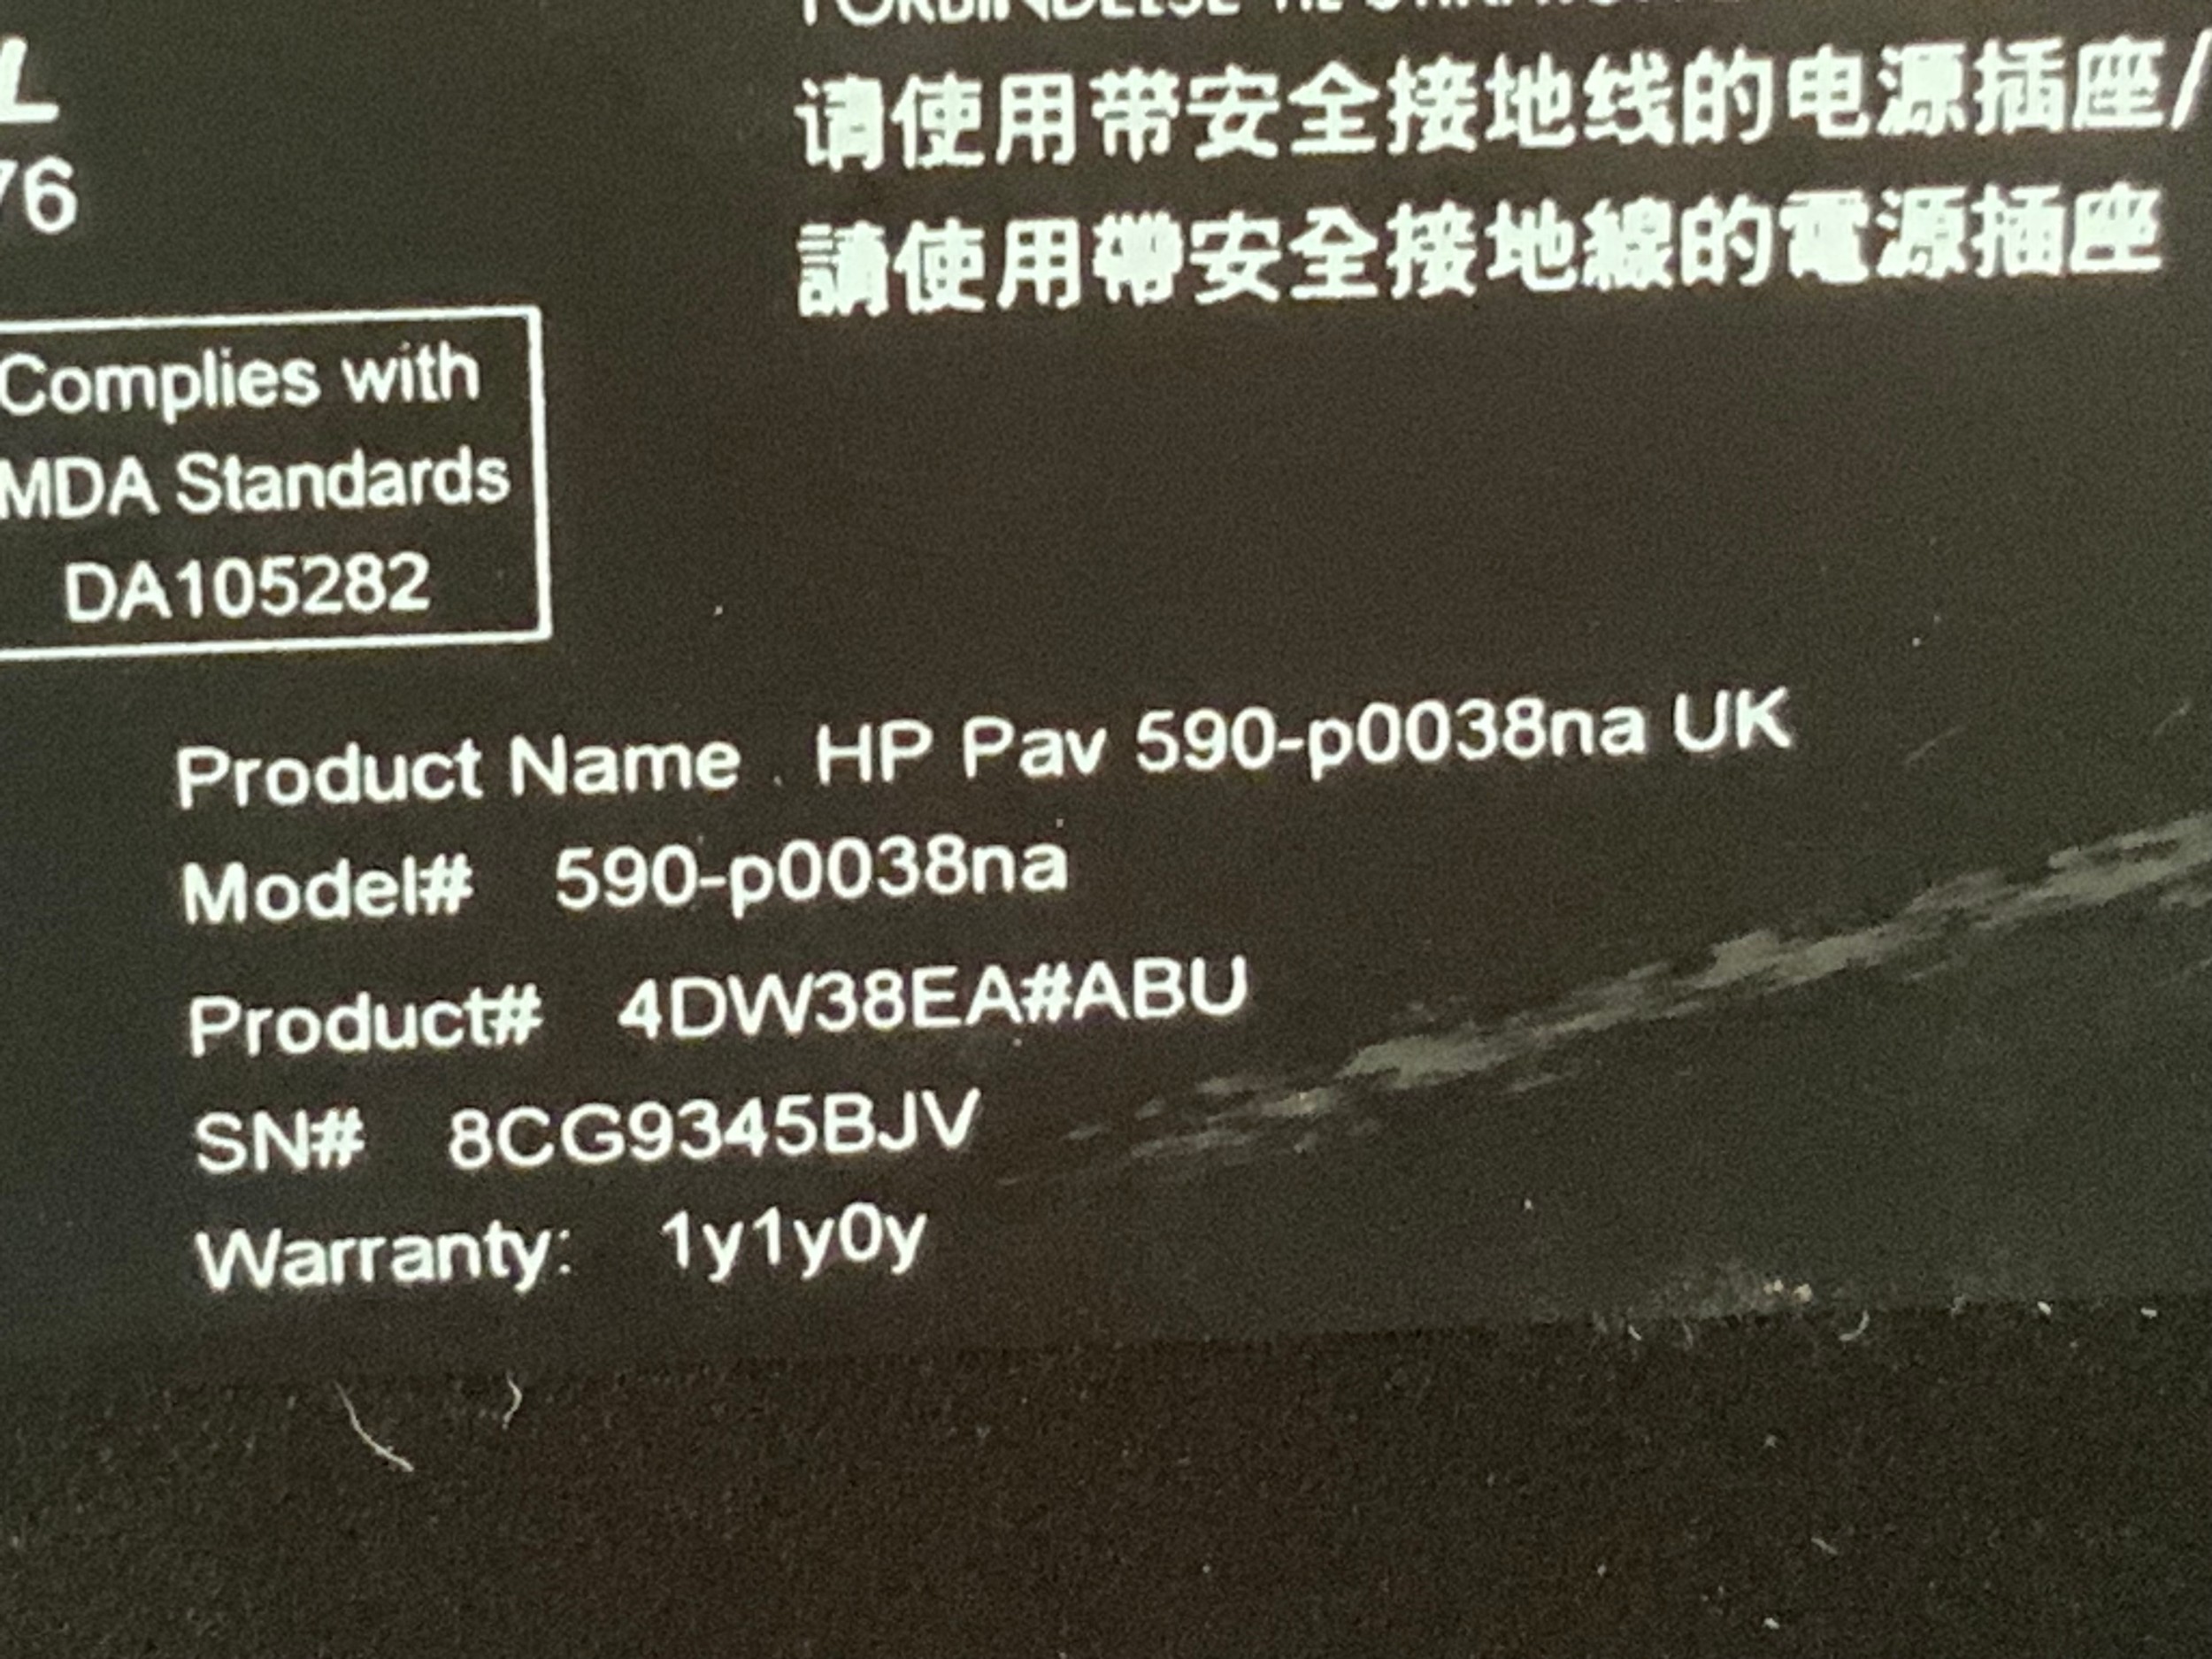 L
76
请使用带安全接地线的电源插座/
請使用帶安全接地線的電源插座
Complies with
MDA Standards
DA105282
Product Name : HP Pav 590-p0038na UK
Model# 590-p0038na
Product# 4DW38EA#ABU
SN# 8CG9345BJV
Warranty: 1y1y0y